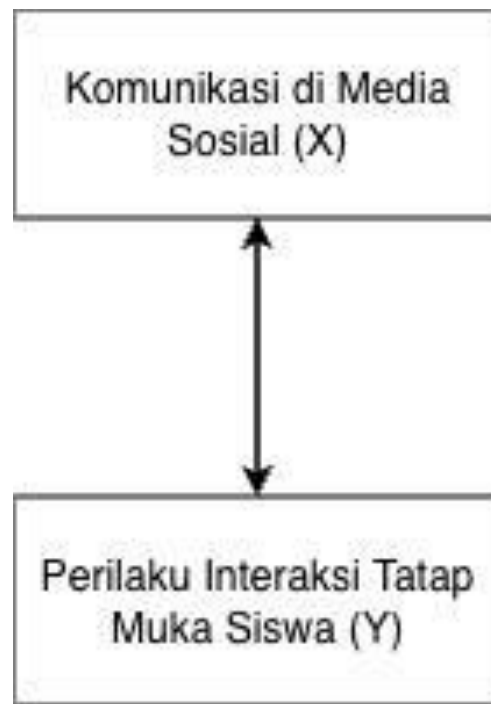 Komunikasi di Media
Sosial (X)
Perilaku Interaksi Tatap
Muka Siswa (Y)